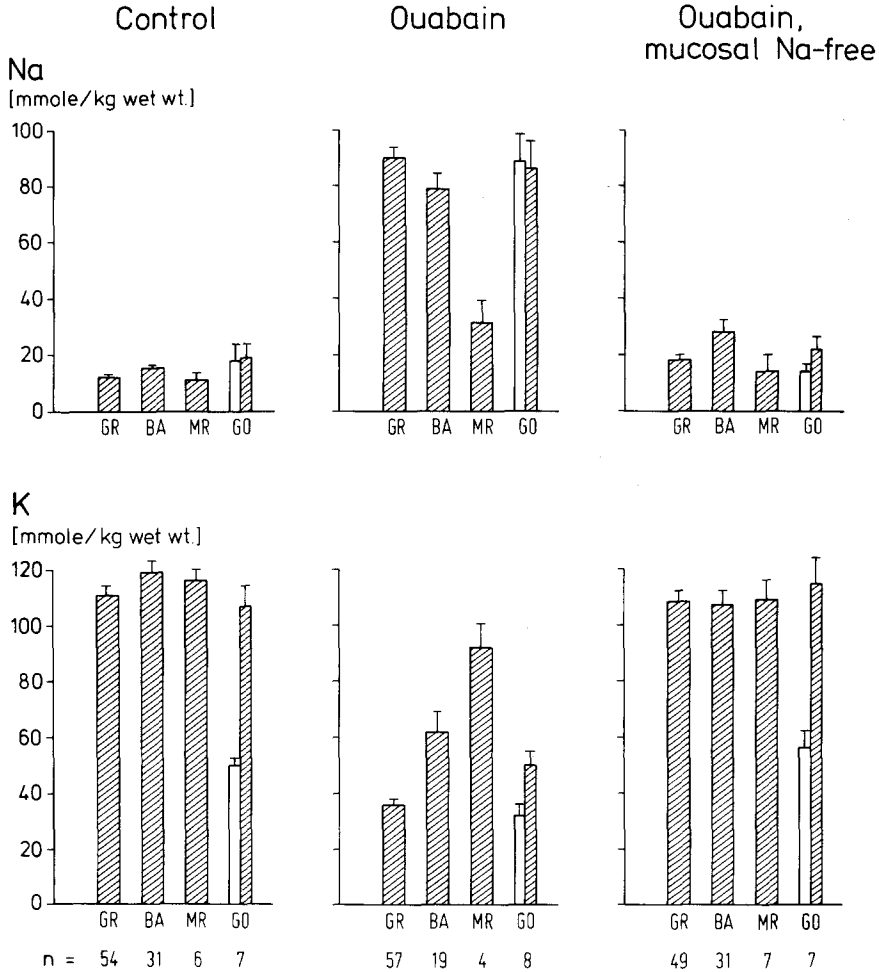 Control Ouabain Ouabain,
mucosal Na-free
Na
[mmole/kg wet wt.]
100
80
60
40
20
0
GR BA MR GO GR BA MR GO GR BA MR GO
K
[mmole/kg wet wt.]
120
100
80
60
40
20
0
GR BA MR GO GR BA MR GO GR BA MR GO
n = 54 31 6 7 57 19 4 8 49 31 7 7